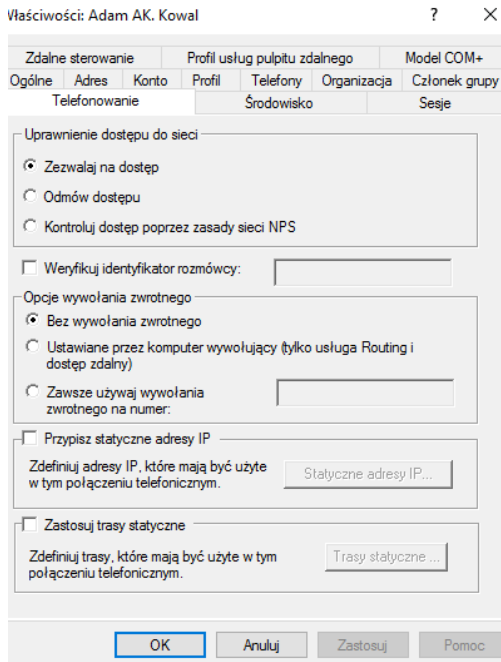 Właściwości: Adam AK. Kowal ? ×
Zdalne sterowanie Profil usług pulpitu zdalnego Model COM+
Ogólne Adres Konto Profil Telefony Organizacja Członek grupy
Telefonowanie Środowisko Sesje
Uprawnienie dostępu do sieci
Zezwalaj na dostęp
Odmów dostępu
Kontroluj dostęp poprzez zasady sieci NPS
Weryfikuj identyfikator rozmówcy:
Opcje wywołania zwrotnego
Bez wywołania zwrotnego
Ustawiane przez komputer wywołujący (tylko usługa Routing i
dostęp zdalny)
Zawsze używaj wywołania
zwrotnego na numer:
Przypisz statyczne adresy IP
Zdefiniuj adresy IP, które mają być użyte
w tym połączeniu telefonicznym.
Statyczne adresy IP...
Zastosuj trasy statyczne
Zdefiniuj trasy, które mają być użyte w tym
połączeniu telefonicznym.
Trasy statyczne ...
OK Anuluj Zastosuj Pomoc